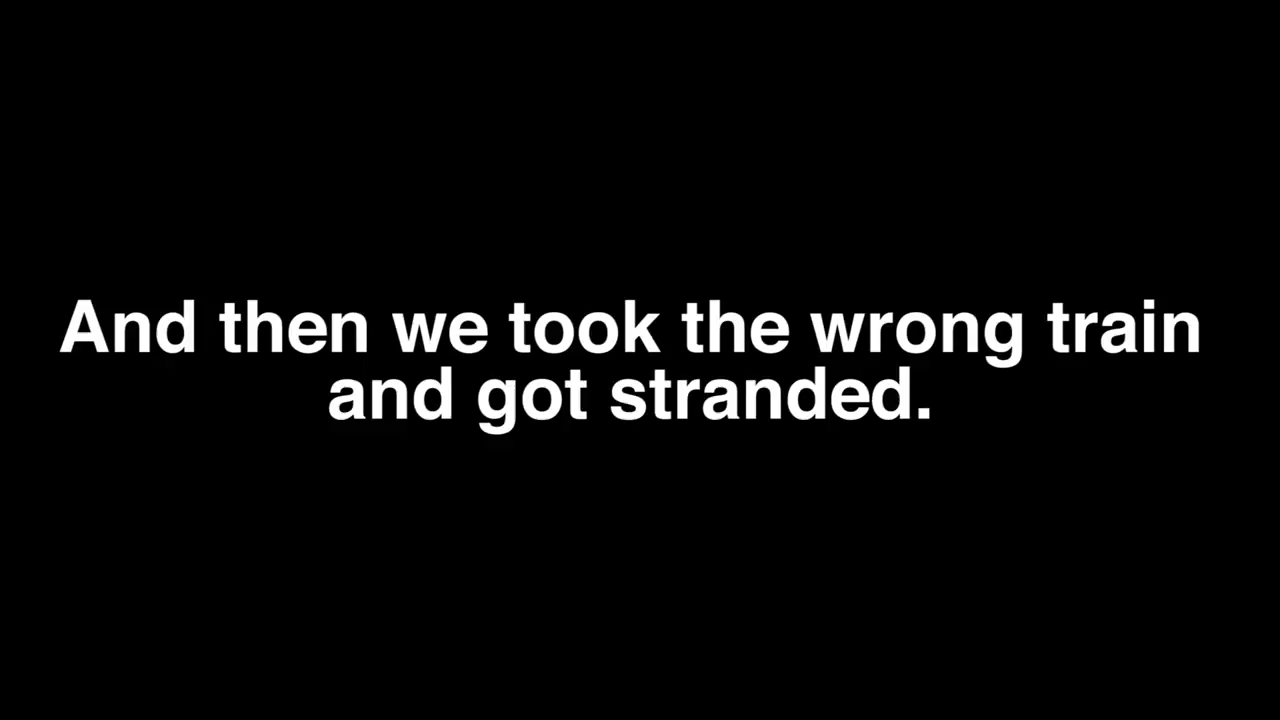 And then we took the wrong train
and got stranded.